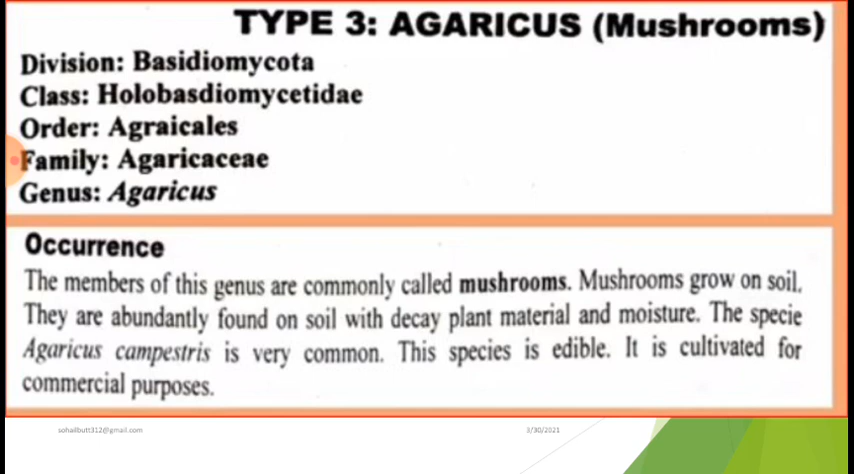 TYPE 3: AGARICUS (Mushrooms)
Division: Basidiomycota
Class: Holobasdiomycetidae
Order: Agraicales
Family: Agaricaceae
Genus: Agaricus
Occurrence
The members of this genus are commonly called mushrooms. Mushrooms grow on soil.
They are abundantly found on soil with decay plant material and moisture. The specie
Agaricus campestris is very common. This species is edible. It is cultivated for
commercial purposes.
sohailbutt312@gmail.com
3/30/2021